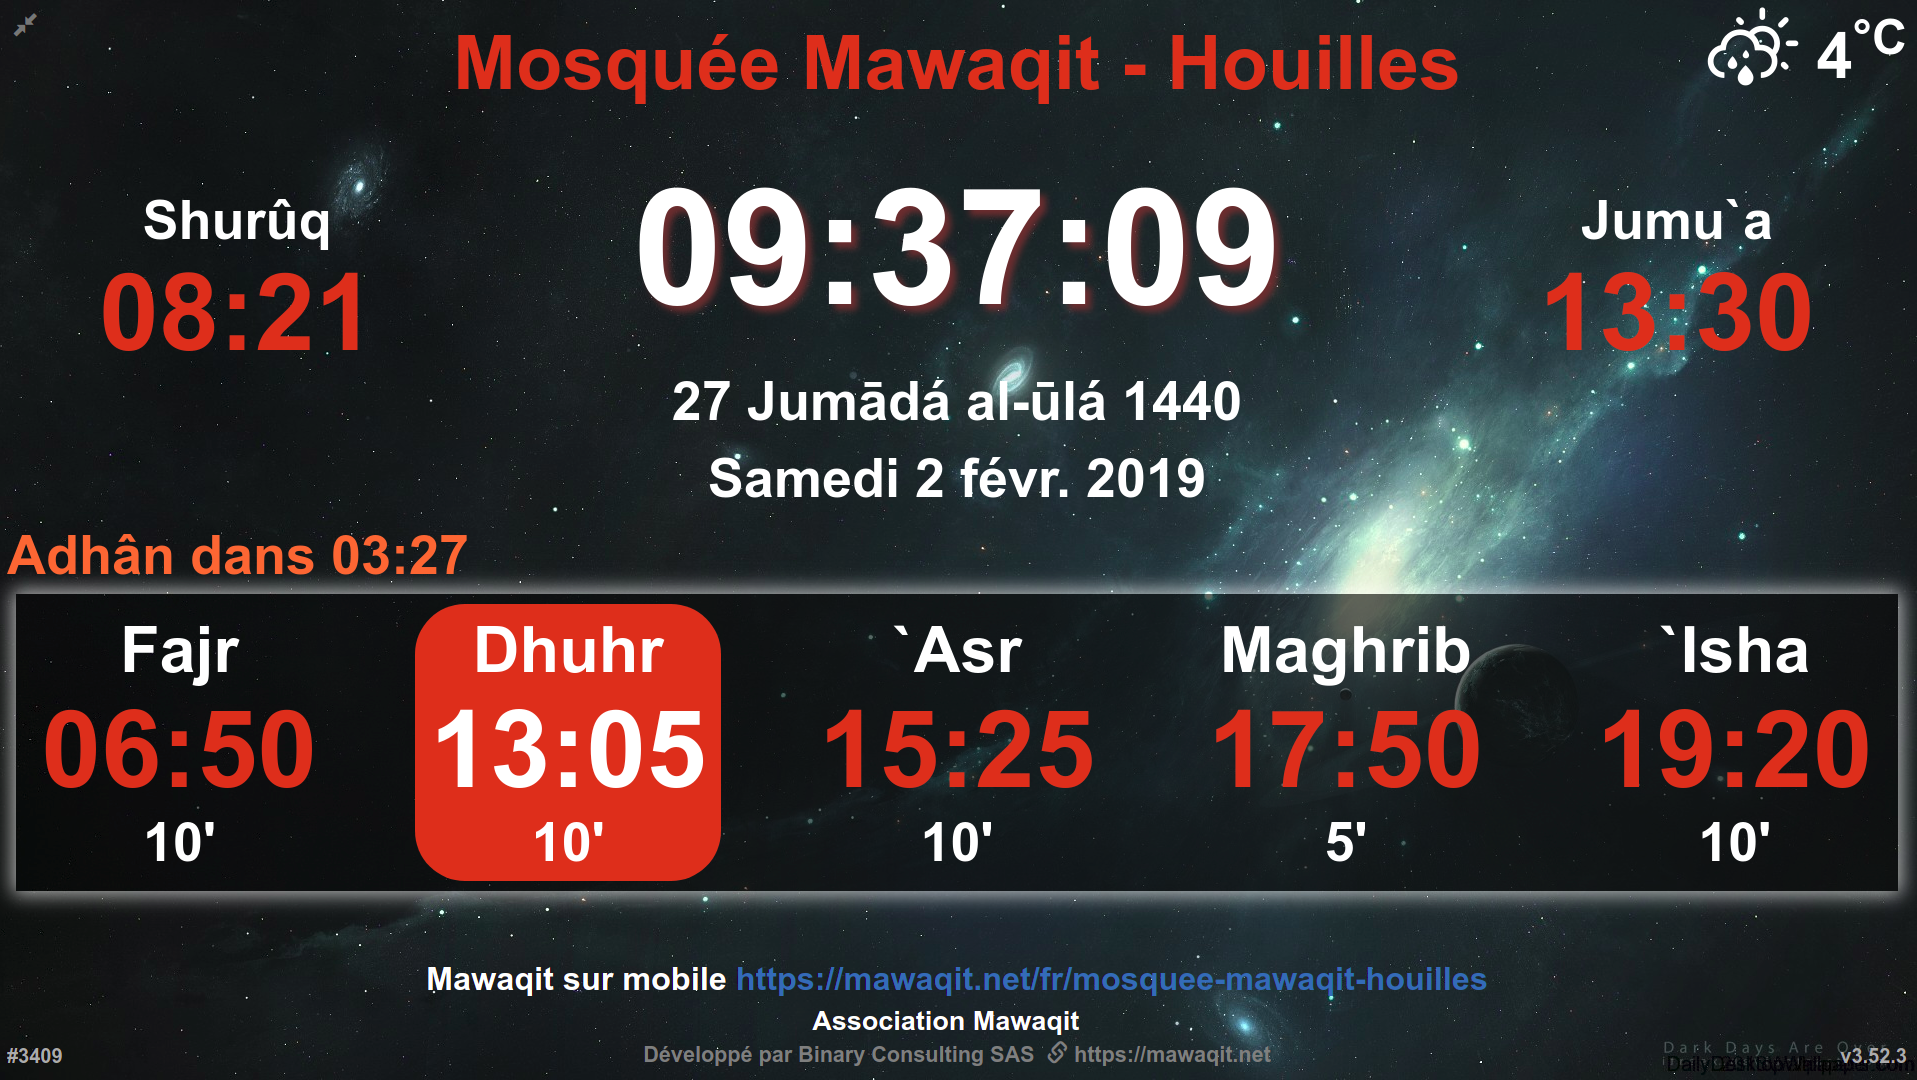 Mosquée Mawaqit - Houilles
4°C
Shurûq
08:21
09:37:09
Jumu`a
13:30
27 Jumādá al-ūlá 1440
Samedi 2 févr. 2019
Adhân dans 03:27
Fajr
06:50
10'
Dhuhr
13:05
10'
`Asr
15:25
10'
Maghrib
17:50
5'
`Isha
19:20
10'
Mawaqit sur mobile https://mawaqit.net/fr/mosquee-mawaqit-houilles
Association Mawaqit
Développé par Binary Consulting SAS https://mawaqit.net
#3409
Dark Days Are Over
v3.52.3